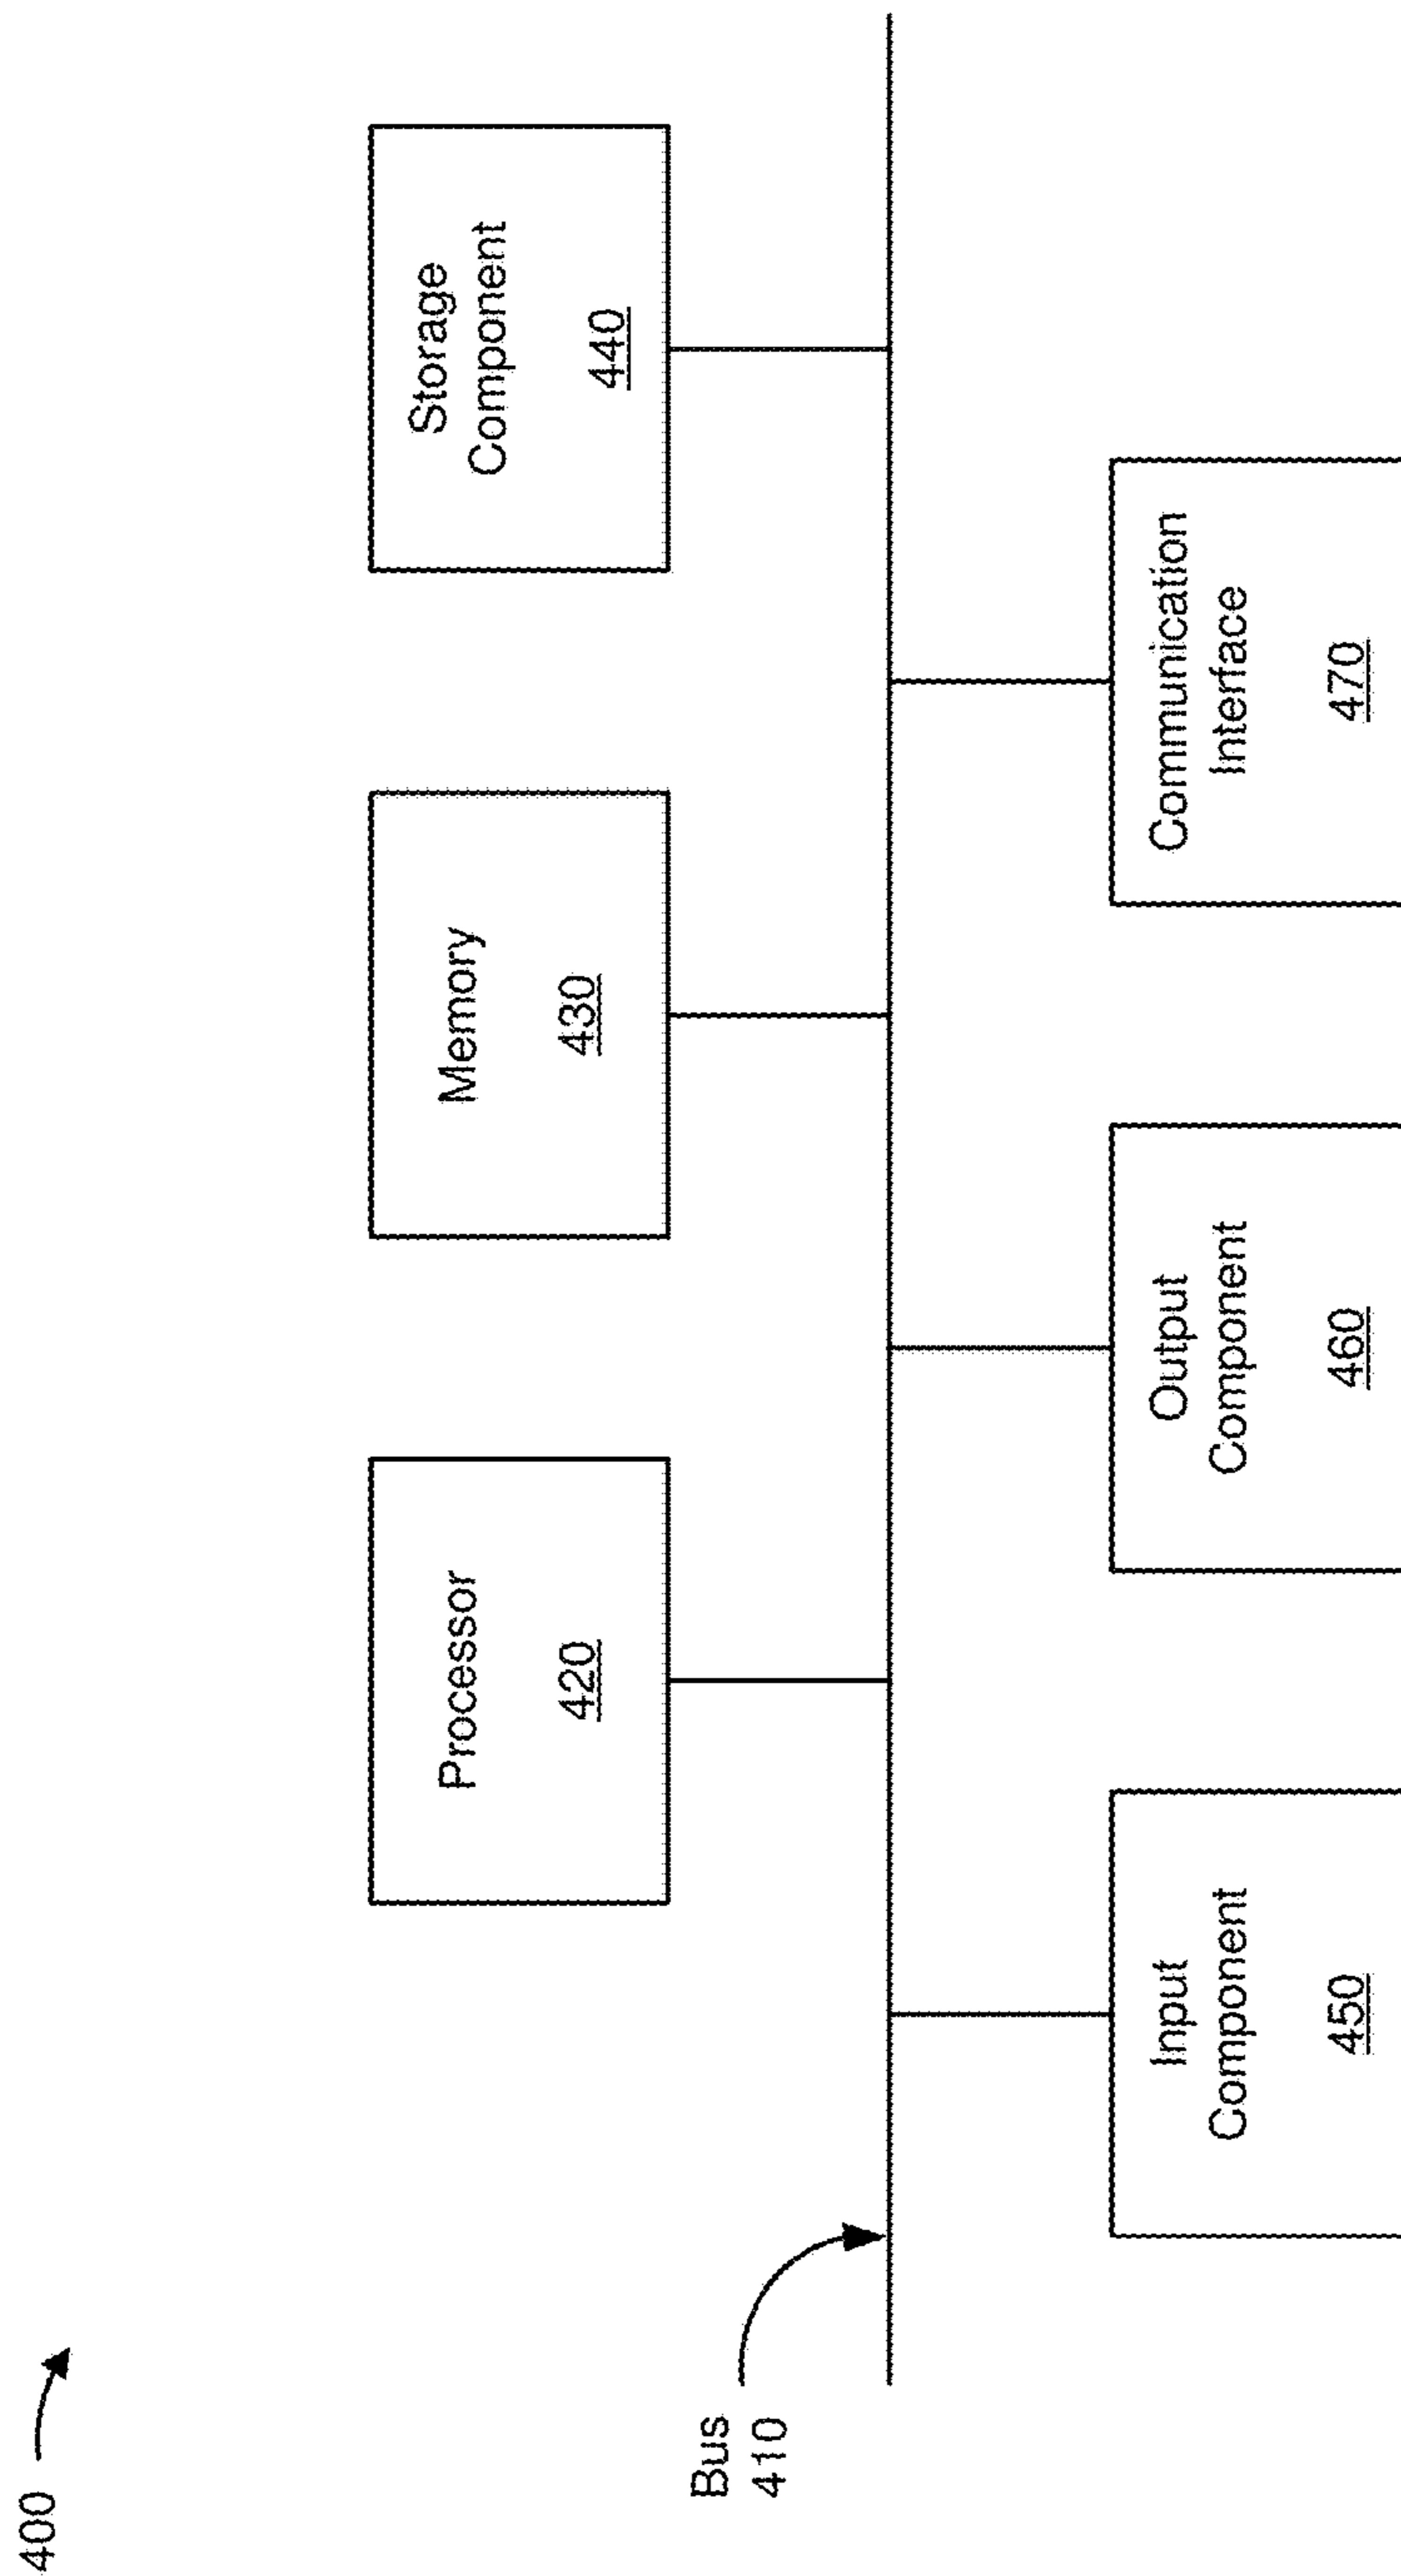 400
Processor
420
Memory
430
Storage
Component
440
Bus
410
Input
Component
450
Output
Component
460
Communication
Interface
470